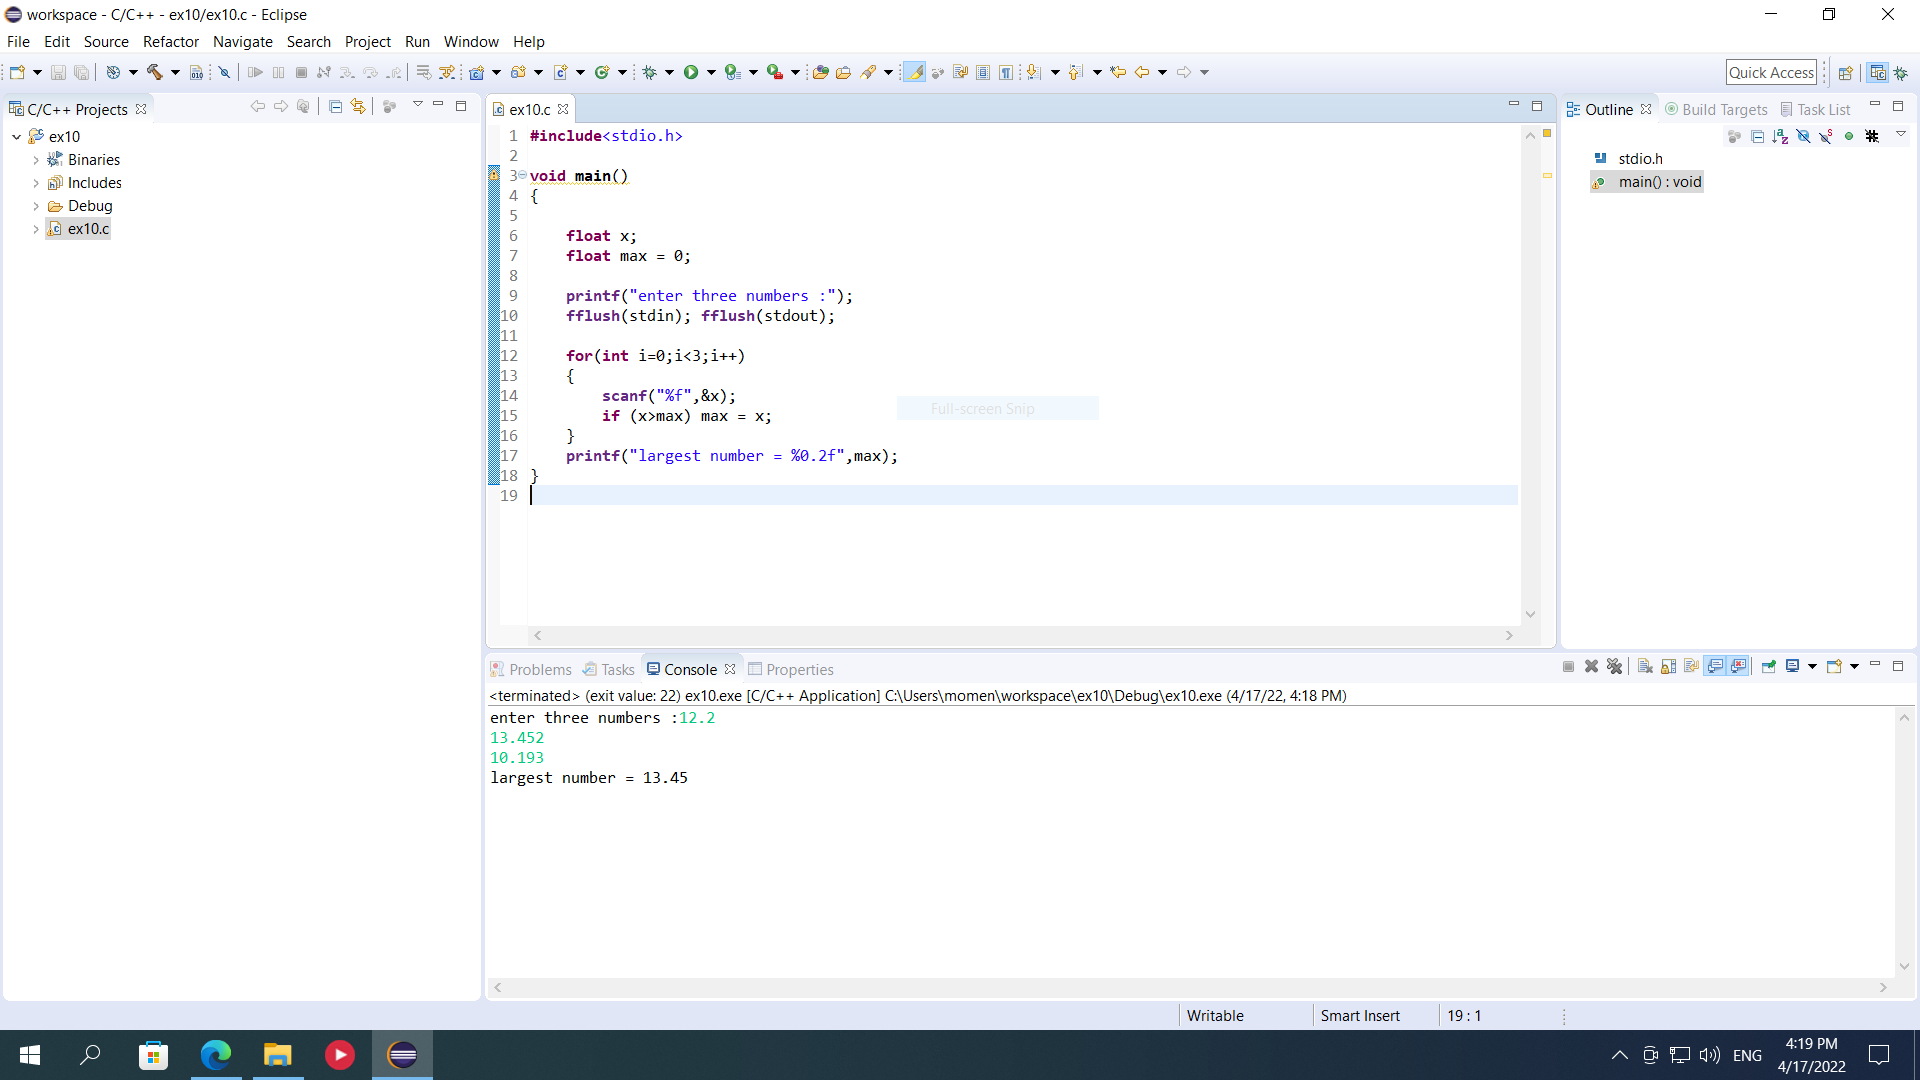 workspace - C/C++ - ex10/ex10.c - Eclipse
File Edit Source Refactor Navigate Search Project Run Window Help
Quick Access
C/C++ Projects
ex10
Binaries
Includes
Debug
ex10.c
ex10.c
1 #include<stdio.h>
2
3 void main()
4 {
5
6 float x;
7 float max = 0;
8
9 printf("enter three numbers :");
10 fflush(stdin); fflush(stdout);
11
12 for(int i=0;i<3;i++)
13 {
14 scanf("%f",&x);
15 if (x>max) max = x;
16 }
17 printf("largest number = %0.2f",max);
18 }
19
Full-screen Snip
Outline Build Targets Task List
stdio.h
main() : void
Problems Tasks Console Properties
<terminated> (exit value: 22) ex10.exe [C/C++ Application] C:\Users\momen\workspace\ex10\Debug\ex10.exe (4/17/22, 4:18 PM)
enter three numbers :12.2
13.452
10.193
largest number = 13.45
Writable Smart Insert 19 : 1
ENG
4:19 PM
4/17/2022